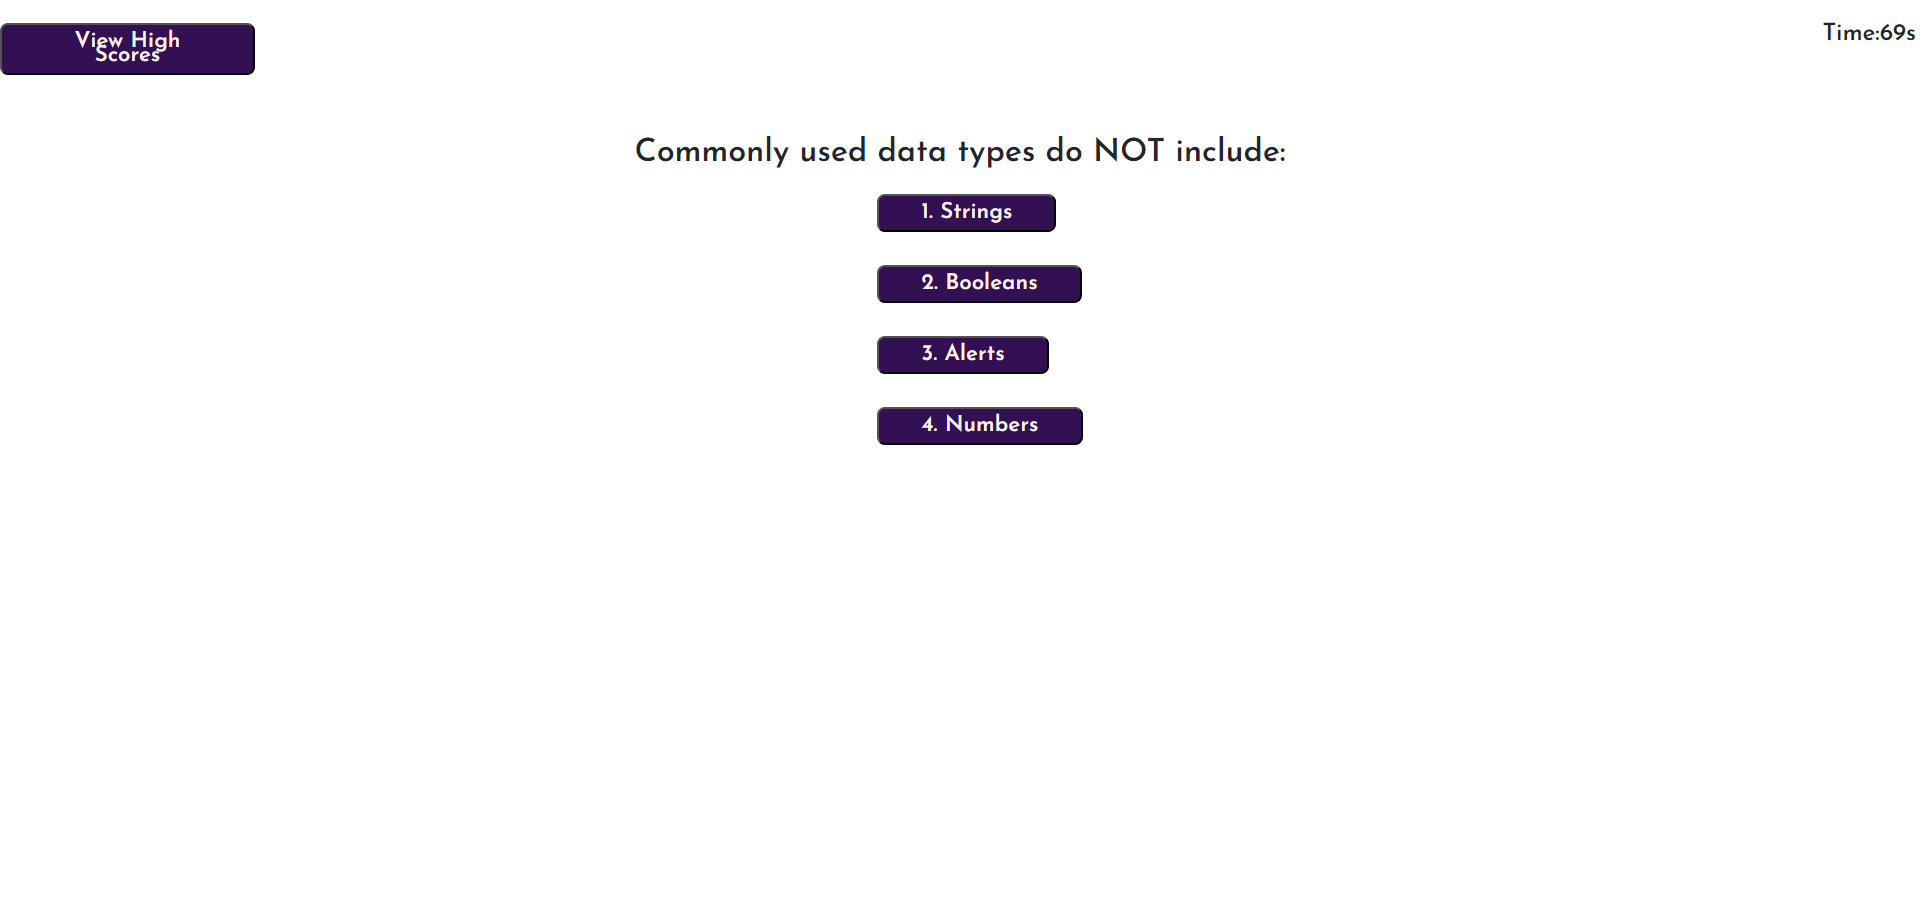 View High
Scores
Time:69s
Commonly used data types do NOT include:
1. Strings
2. Booleans
3. Alerts
4. Numbers